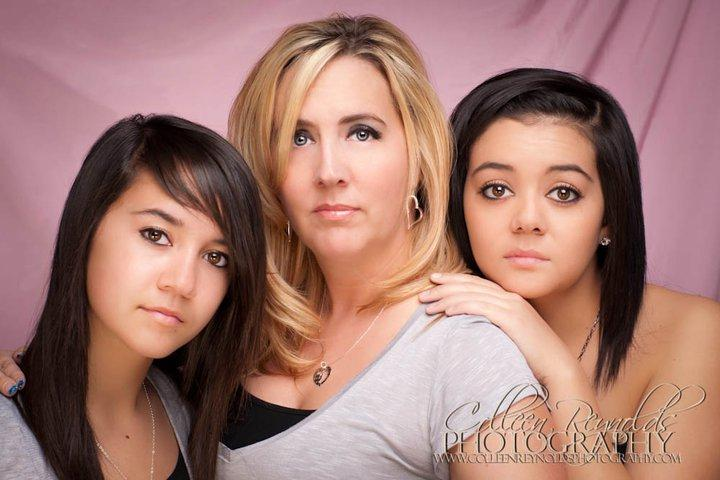 Colleen Reynolds
PHOTOGRAPHY
WWW.COLLEENREYNOLDSPHOTOGRAPHY.COM